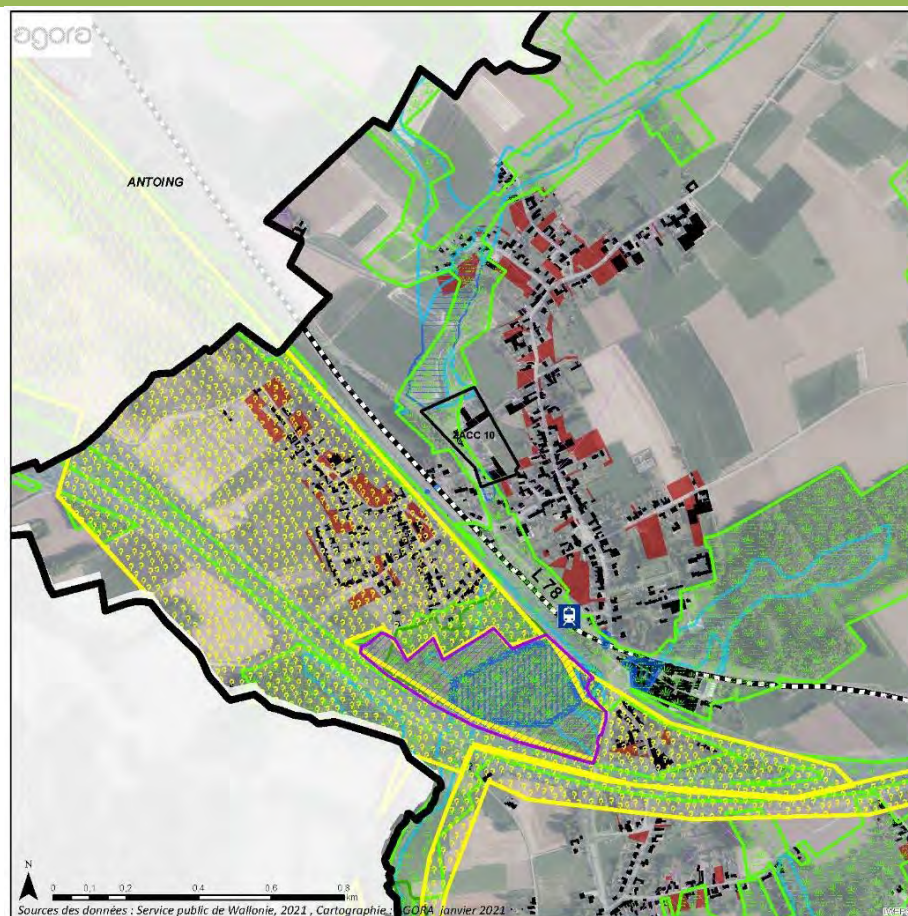 agora
ANTOING
ZACC 10
L 78
N
0 0,1 0,2 0,4 0,6 0,8
km
Sources des données : Service public de Wallonie, 2021 , Cartographie : AGORA janvier 2021